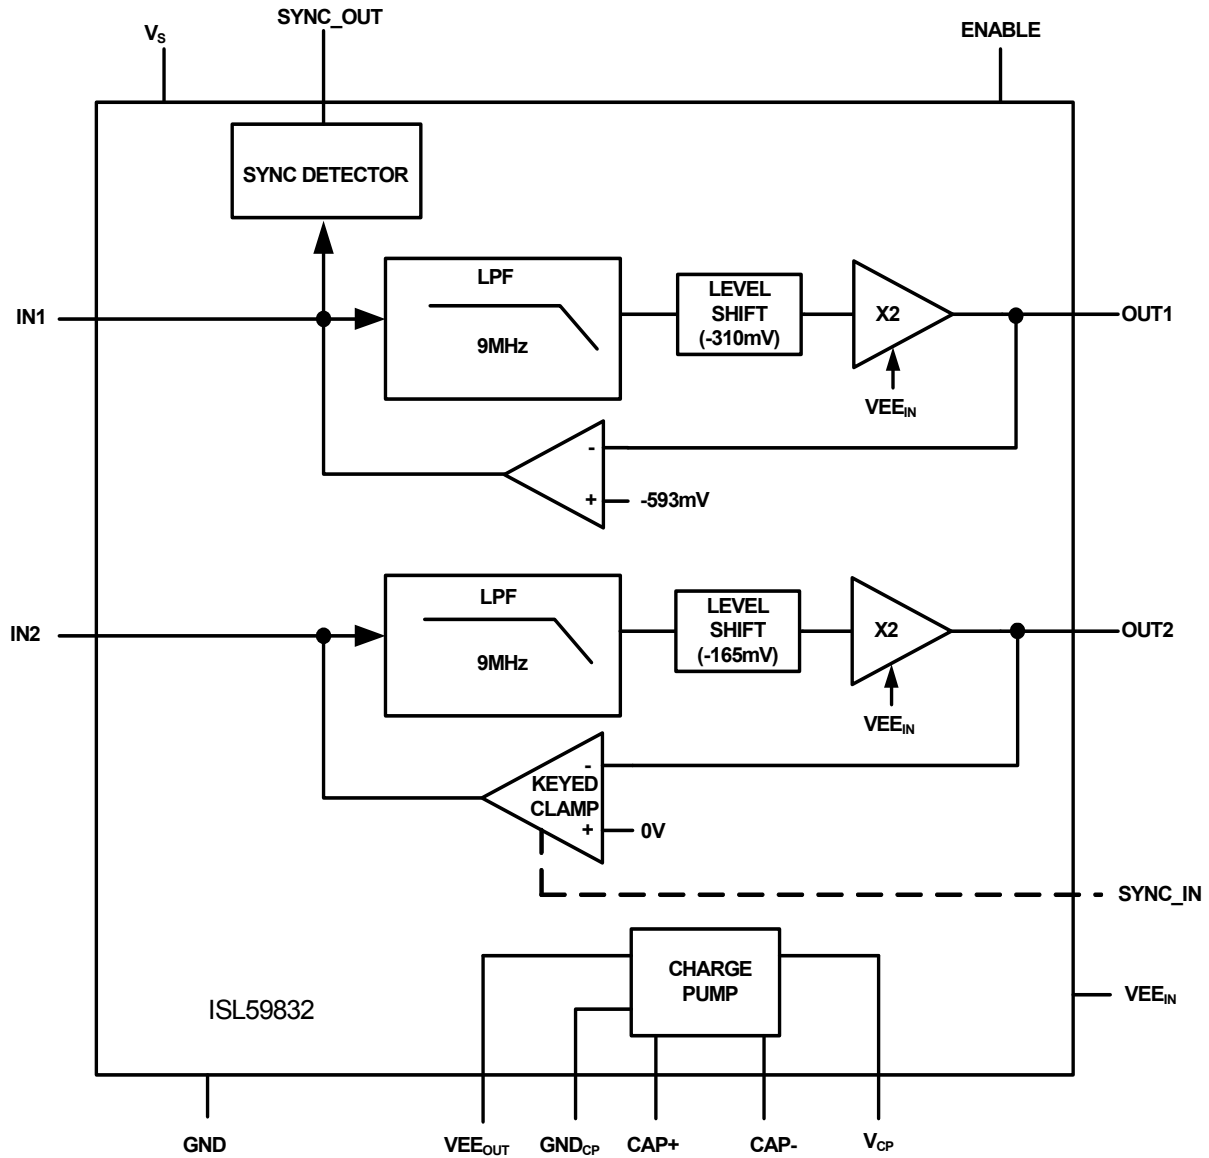 SYNC_OUT
VS
ENABLE
SYNC DETECTOR
LPF
9MHz
LEVEL
SHIFT
(-310mV)
X2
IN1
OUT1
VEEIN
-
+
-593mV
LPF
9MHz
LEVEL
SHIFT
(-165mV)
X2
IN2
OUT2
VEEIN
-
KEYED
CLAMP
+
0V
SYNC_IN
CHARGE
PUMP
VEEIN
ISL59832
GND
VEEOUT
GNDCP
CAP+
CAP-
VCP